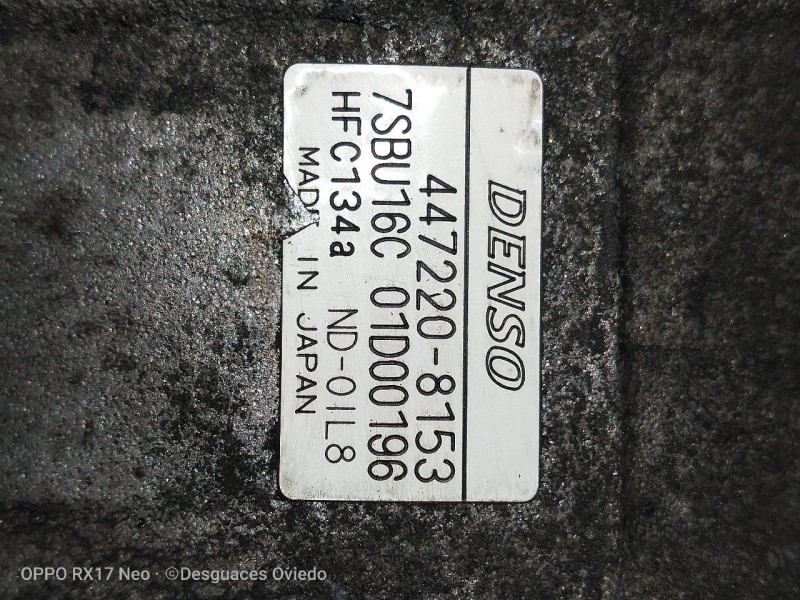 DENSO
447220-8153
7SBU16C 01D00196
HFC134a ND-OIL8
MADE IN JAPAN
OPPO RX17 Neo · ©Desguaces Oviedo